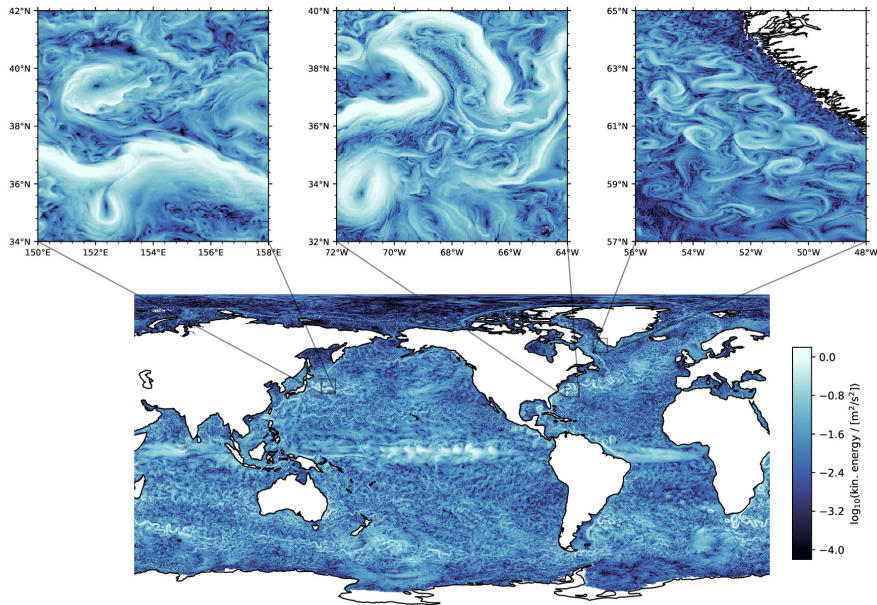 42°N
40°N
38°N
36°N
34°N
150°E 152°E 154°E 156°E 158°E
40°N
38°N
36°N
34°N
32°N
72°W 70°W 68°W 66°W 64°W
65°N
63°N
61°N
59°N
57°N
56°W 54°W 52°W 50°W 48°W
0.0
−0.8
−1.6
−2.4
−3.2
−4.0
log₁₀(kin. energy / [m²/s²])